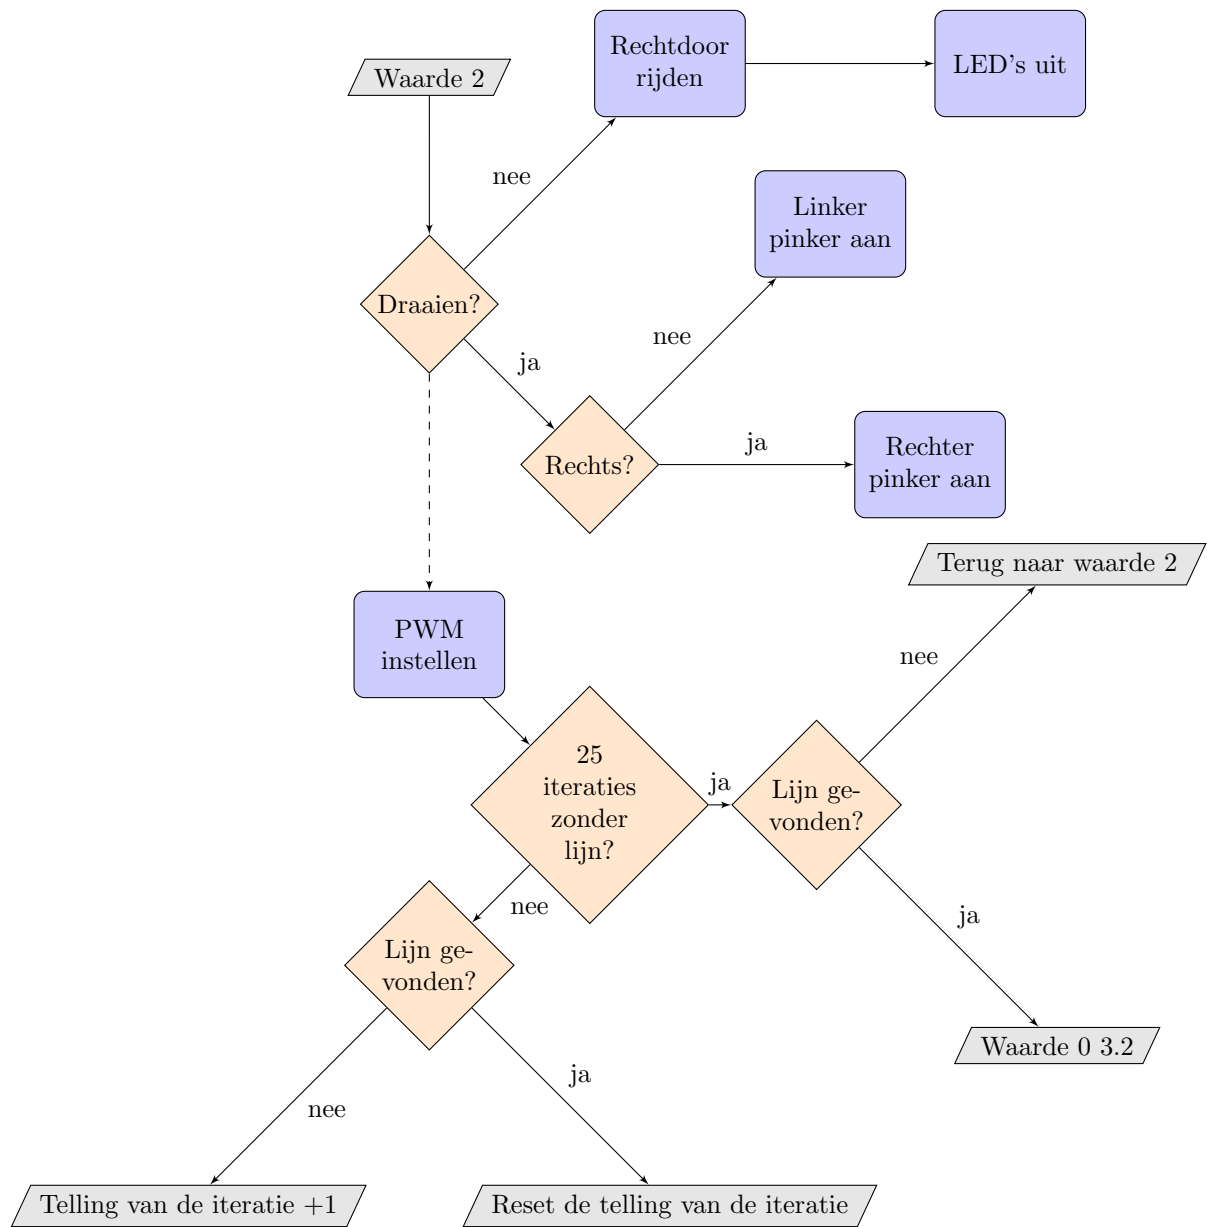 Rechtdoor
rijden
LED's uit
Waarde 2
nee
Linker
pinker aan
Draaien?
ja
nee
Rechts?
ja
Rechter
pinker aan
Terug naar waarde 2
PWM
instellen
nee
25
iteraties
zonder
lijn?
ja
Lijn ge-
vonden?
nee
ja
Lijn ge-
vonden?
Waarde 0 3.2
nee
ja
Telling van de iteratie +1
Reset de telling van de iteratie